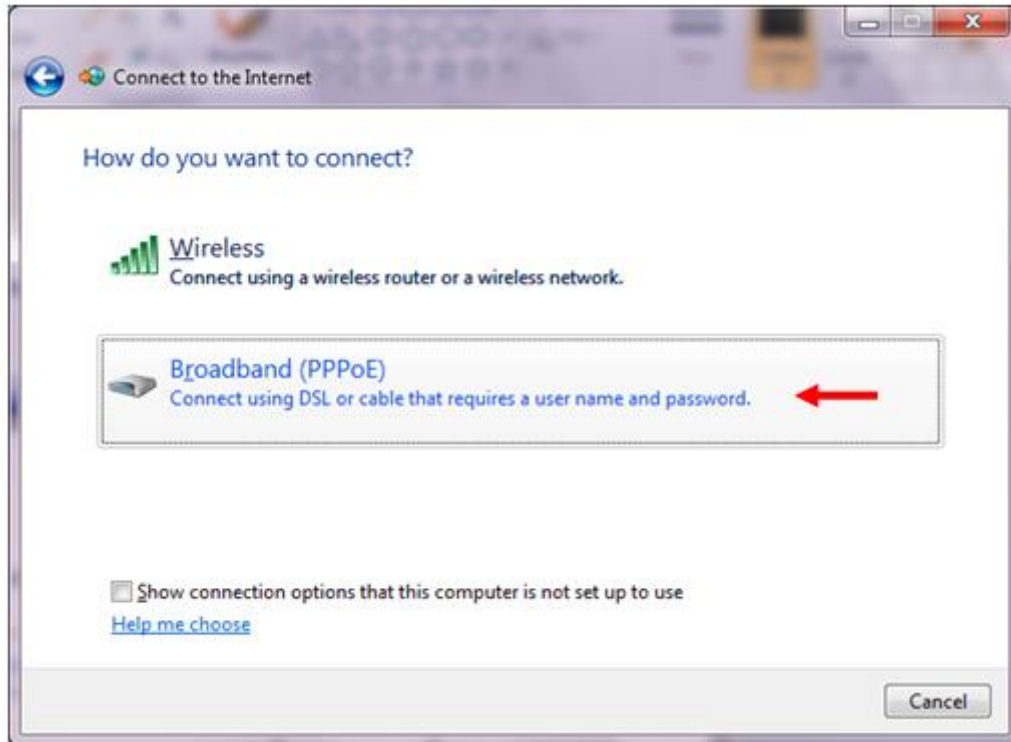 Connect to the Internet
How do you want to connect?
Wireless
Connect using a wireless router or a wireless network.
Broadband (PPPoE)
Connect using DSL or cable that requires a user name and password.
Show connection options that this computer is not set up to use
Help me choose
Cancel